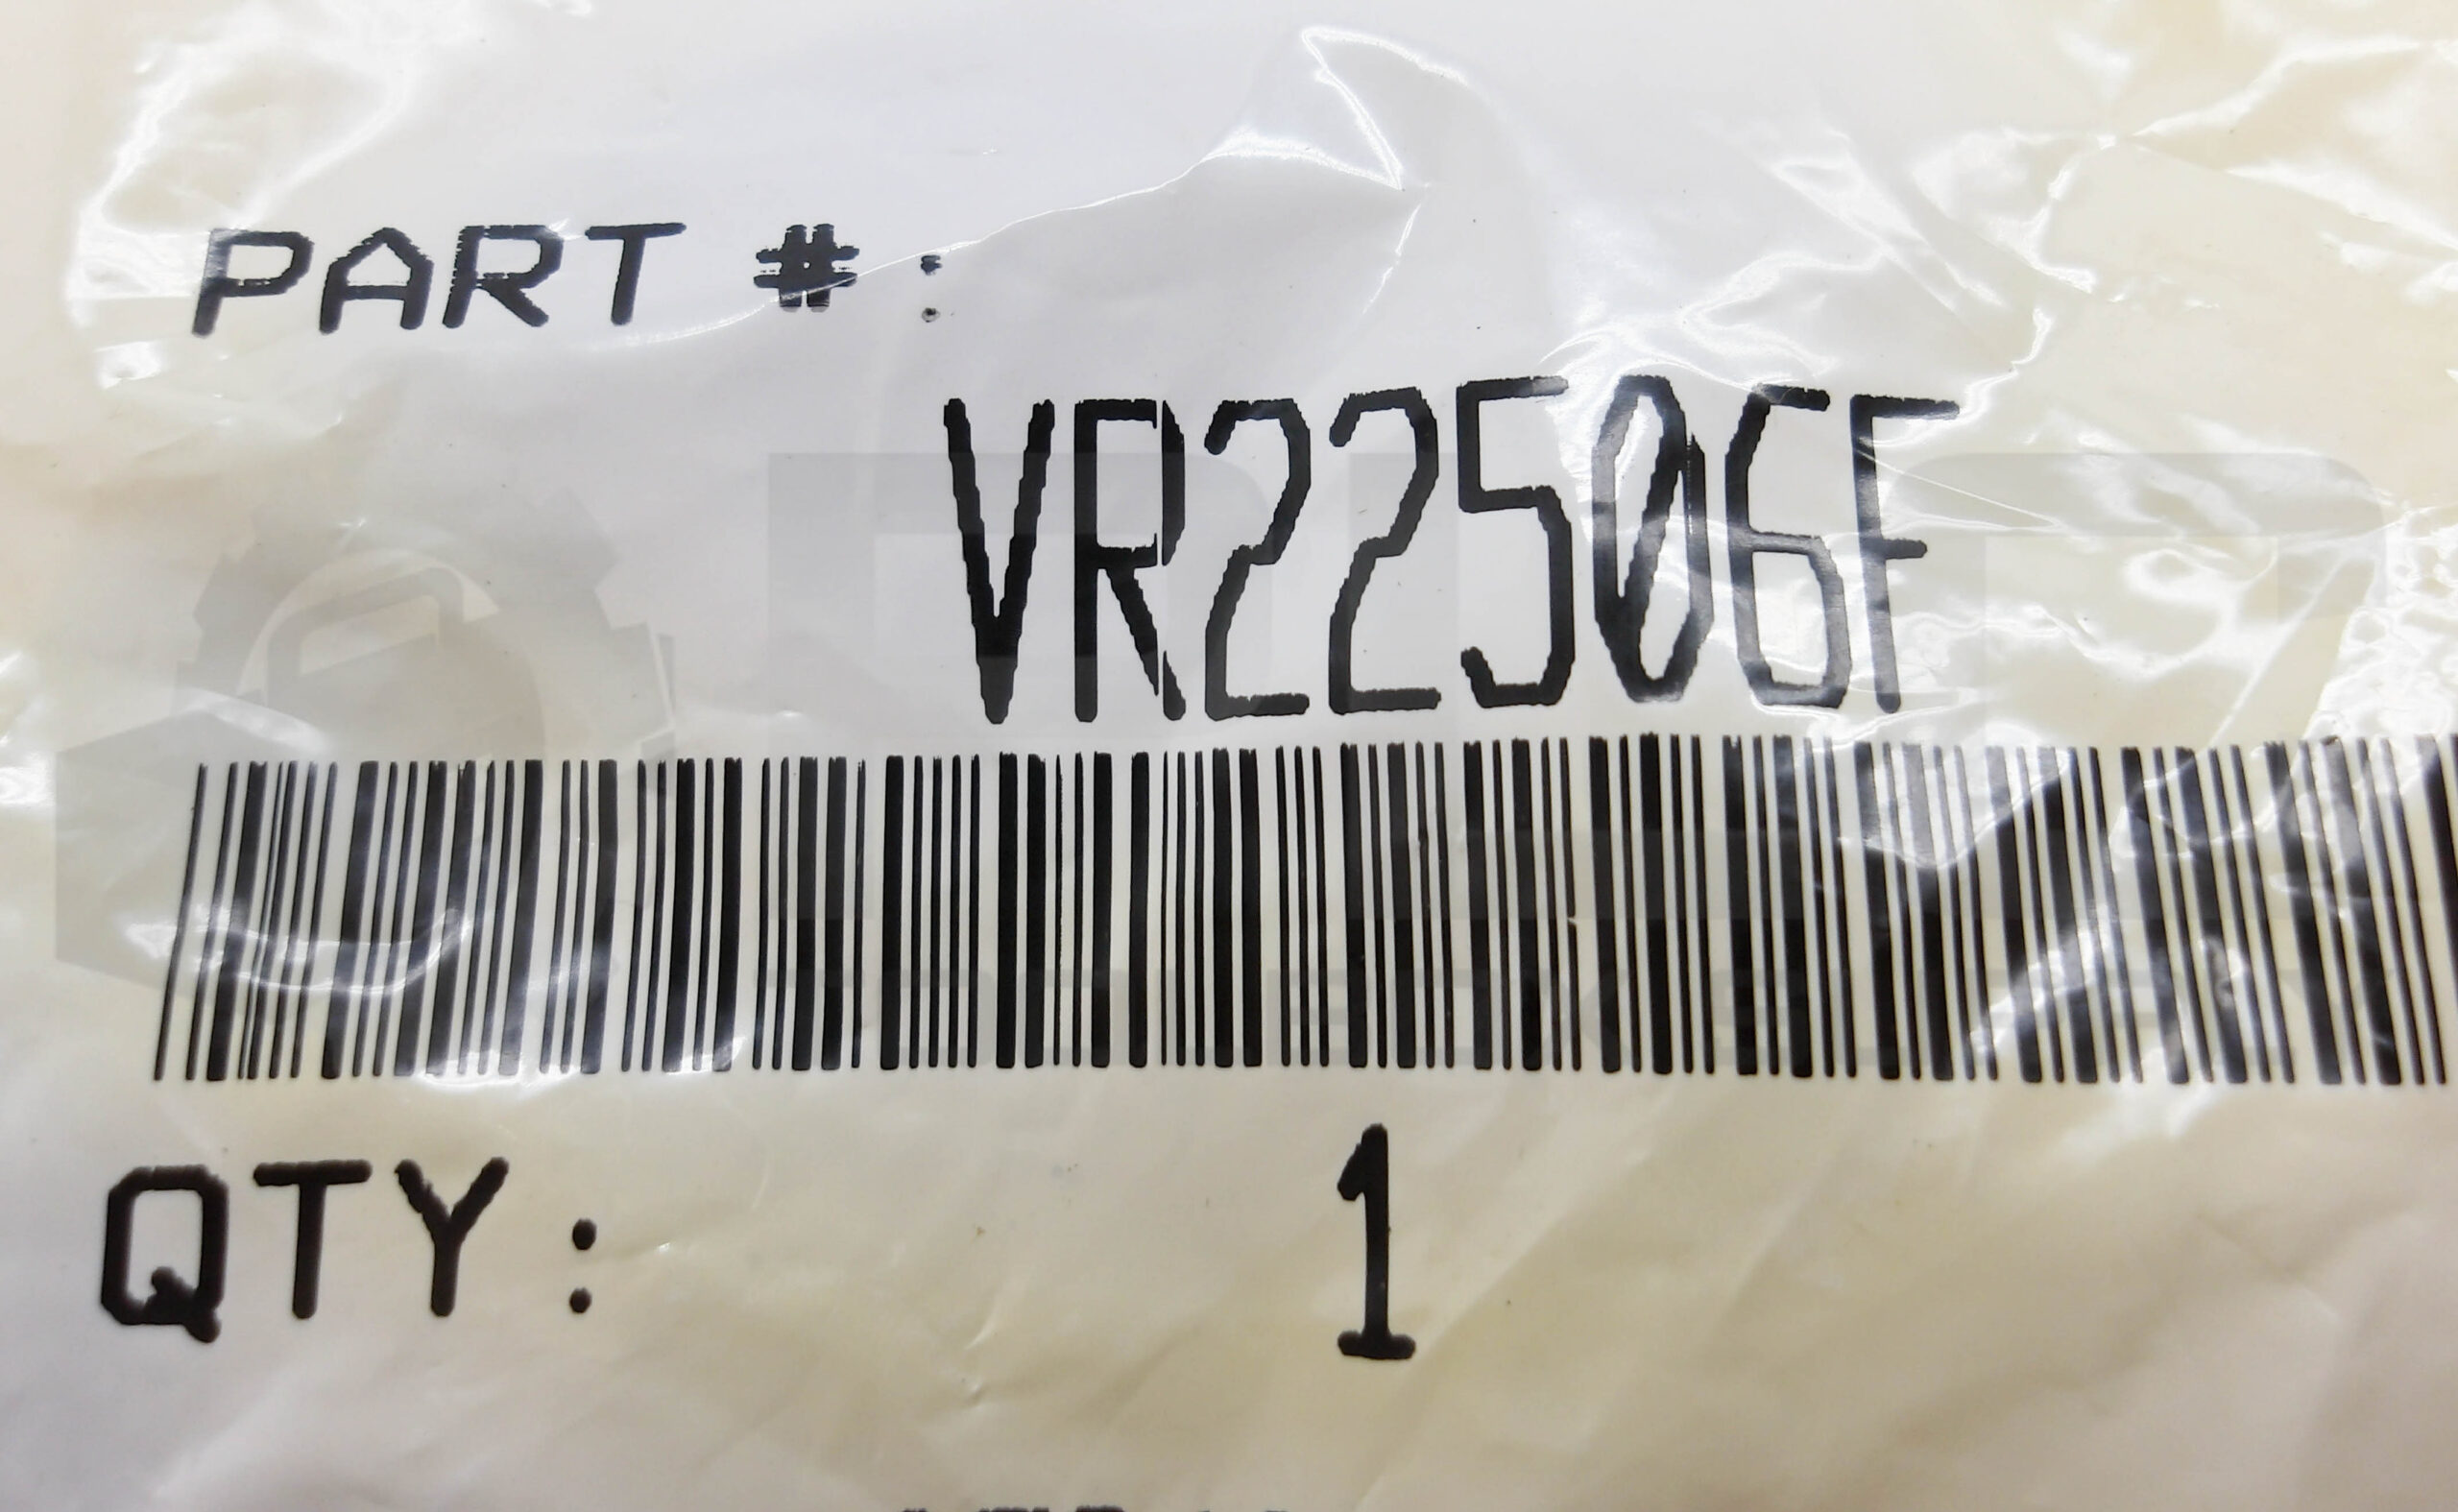 PART # :
VR22506F
QTY : 1